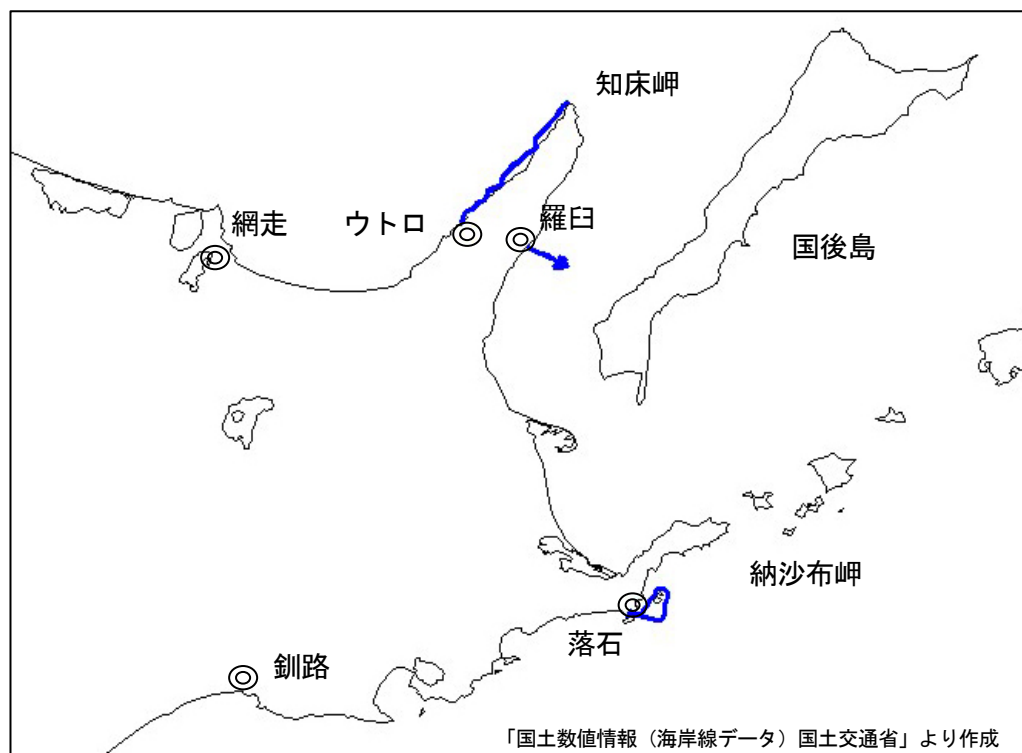 知床岬
羅臼
ウトロ
網走
国後島
納沙布岬
落石
釧路
「国土数値情報（海岸線データ）国土交通省」より作成